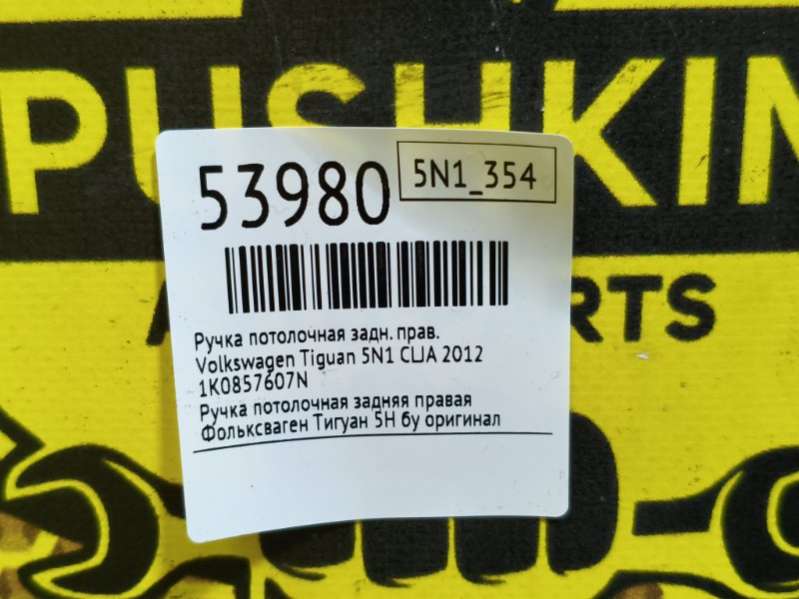 PUSHKIN
53980
5N1_354
RTS
Ручка потолочная задн. прав.
Volkswagen Tiguan 5N1 CLJA 2012
1K0857607N
Ручка потолочная задняя правая
Фольксваген Тигуан 5Н бу оригинал